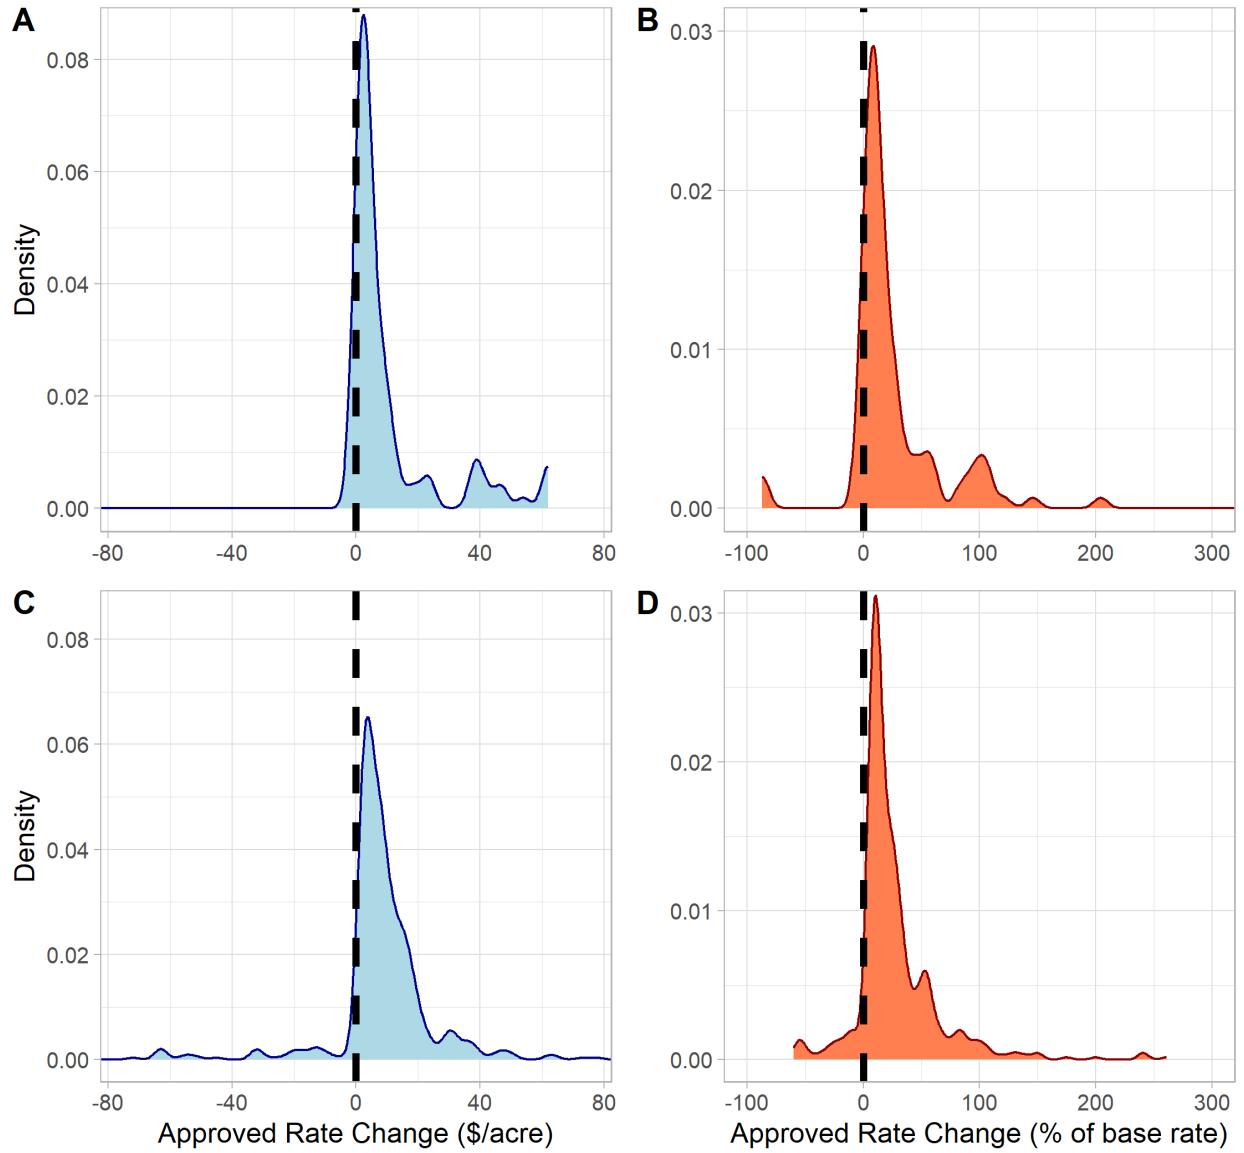 A
B
Density
0.08
0.06
0.04
0.02
0.00
-80 -40 0 40 80
0.03
0.02
0.01
0.00
-100 0 100 200 300
C
D
Density
0.08
0.06
0.04
0.02
0.00
-80 -40 0 40 80
Approved Rate Change ($/acre)
0.03
0.02
0.01
0.00
-100 0 100 200 300
Approved Rate Change (% of base rate)